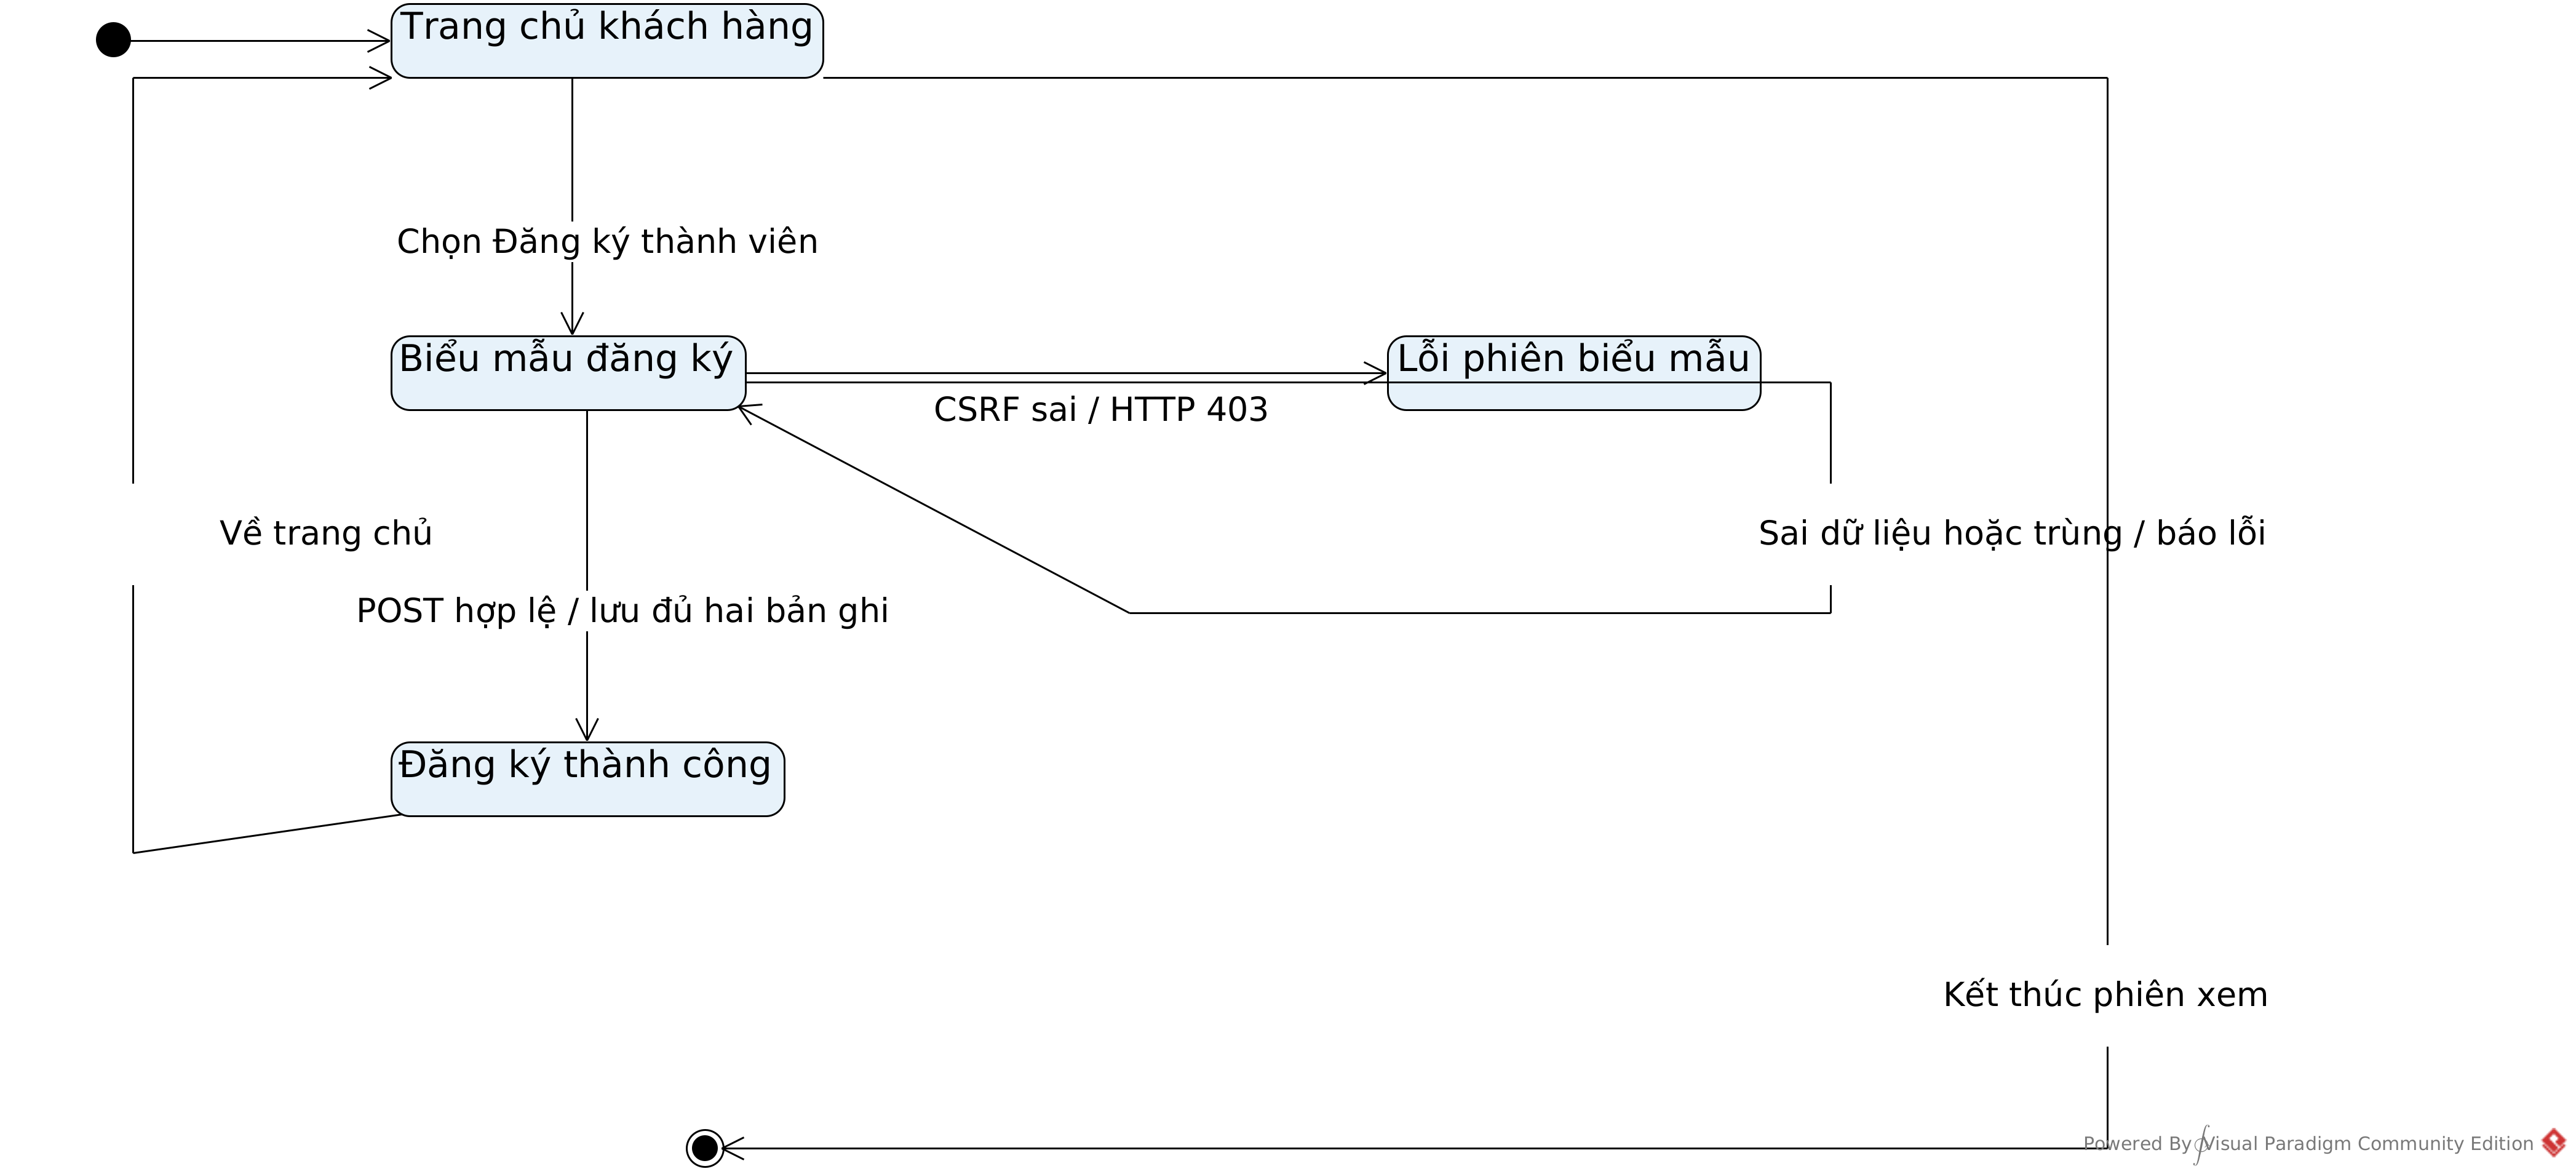 Trang chủ khách hàng
Chọn Đăng ký thành viên
Biểu mẫu đăng ký
Lỗi phiên biểu mẫu
CSRF sai / HTTP 403
Về trang chủ
Sai dữ liệu hoặc trùng / báo lỗi
POST hợp lệ / lưu đủ hai bản ghi
Đăng ký thành công
Kết thúc phiên xem
Powered By Visual Paradigm Community Edition